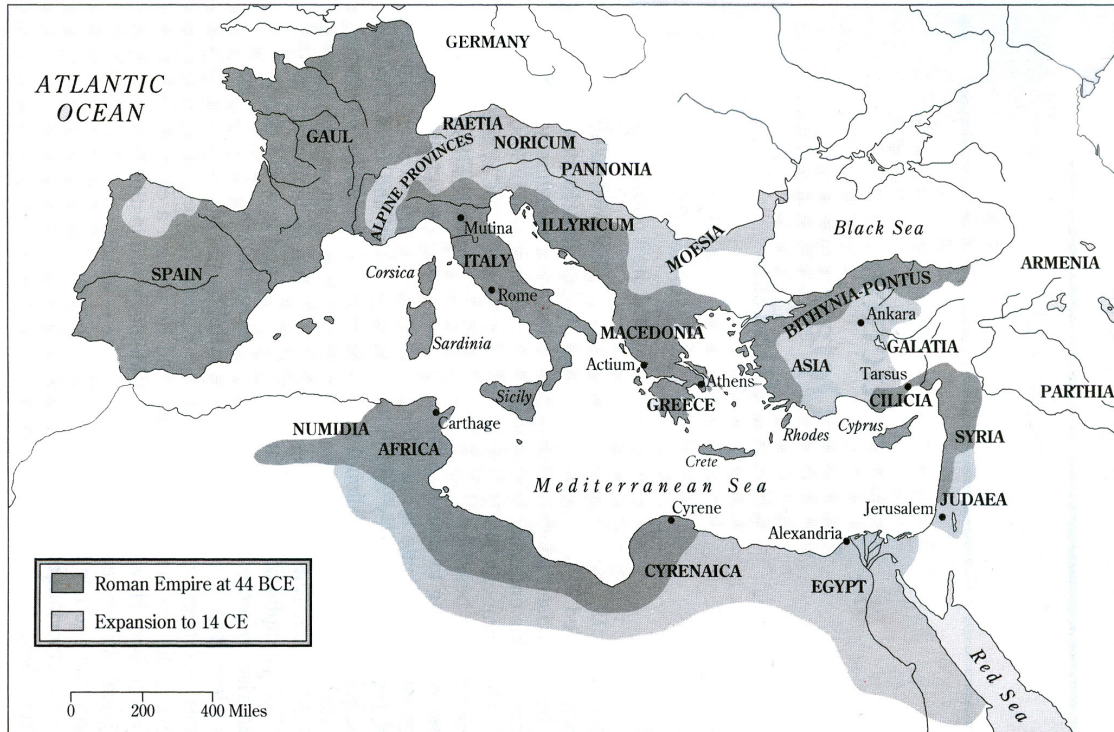 GERMANY
ATLANTIC
OCEAN
GAUL
RAETIA
NORICUM
PANNONIA
ALPINE PROVINCES
Mutina
ILLYRICUM
MOESIA
Black Sea
ARMENIA
SPAIN
Corsica
ITALY
Rome
BITHYNIA-PONTUS
Ankara
Sardinia
MACEDONIA
GALATIA
ASIA
Actium
Tarsus
Athens
PARTHIA
Sicily
GREECE
CILICIA
Carthage
Rhodes
Cyprus
NUMIDIA
AFRICA
SYRIA
Crete
Mediterranean Sea
JUDAEA
Cyrene
Jerusalem
Alexandria
CYRENAICA
EGYPT
Red Sea
Roman Empire at 44 BCE
Expansion to 14 CE
0 200 400 Miles